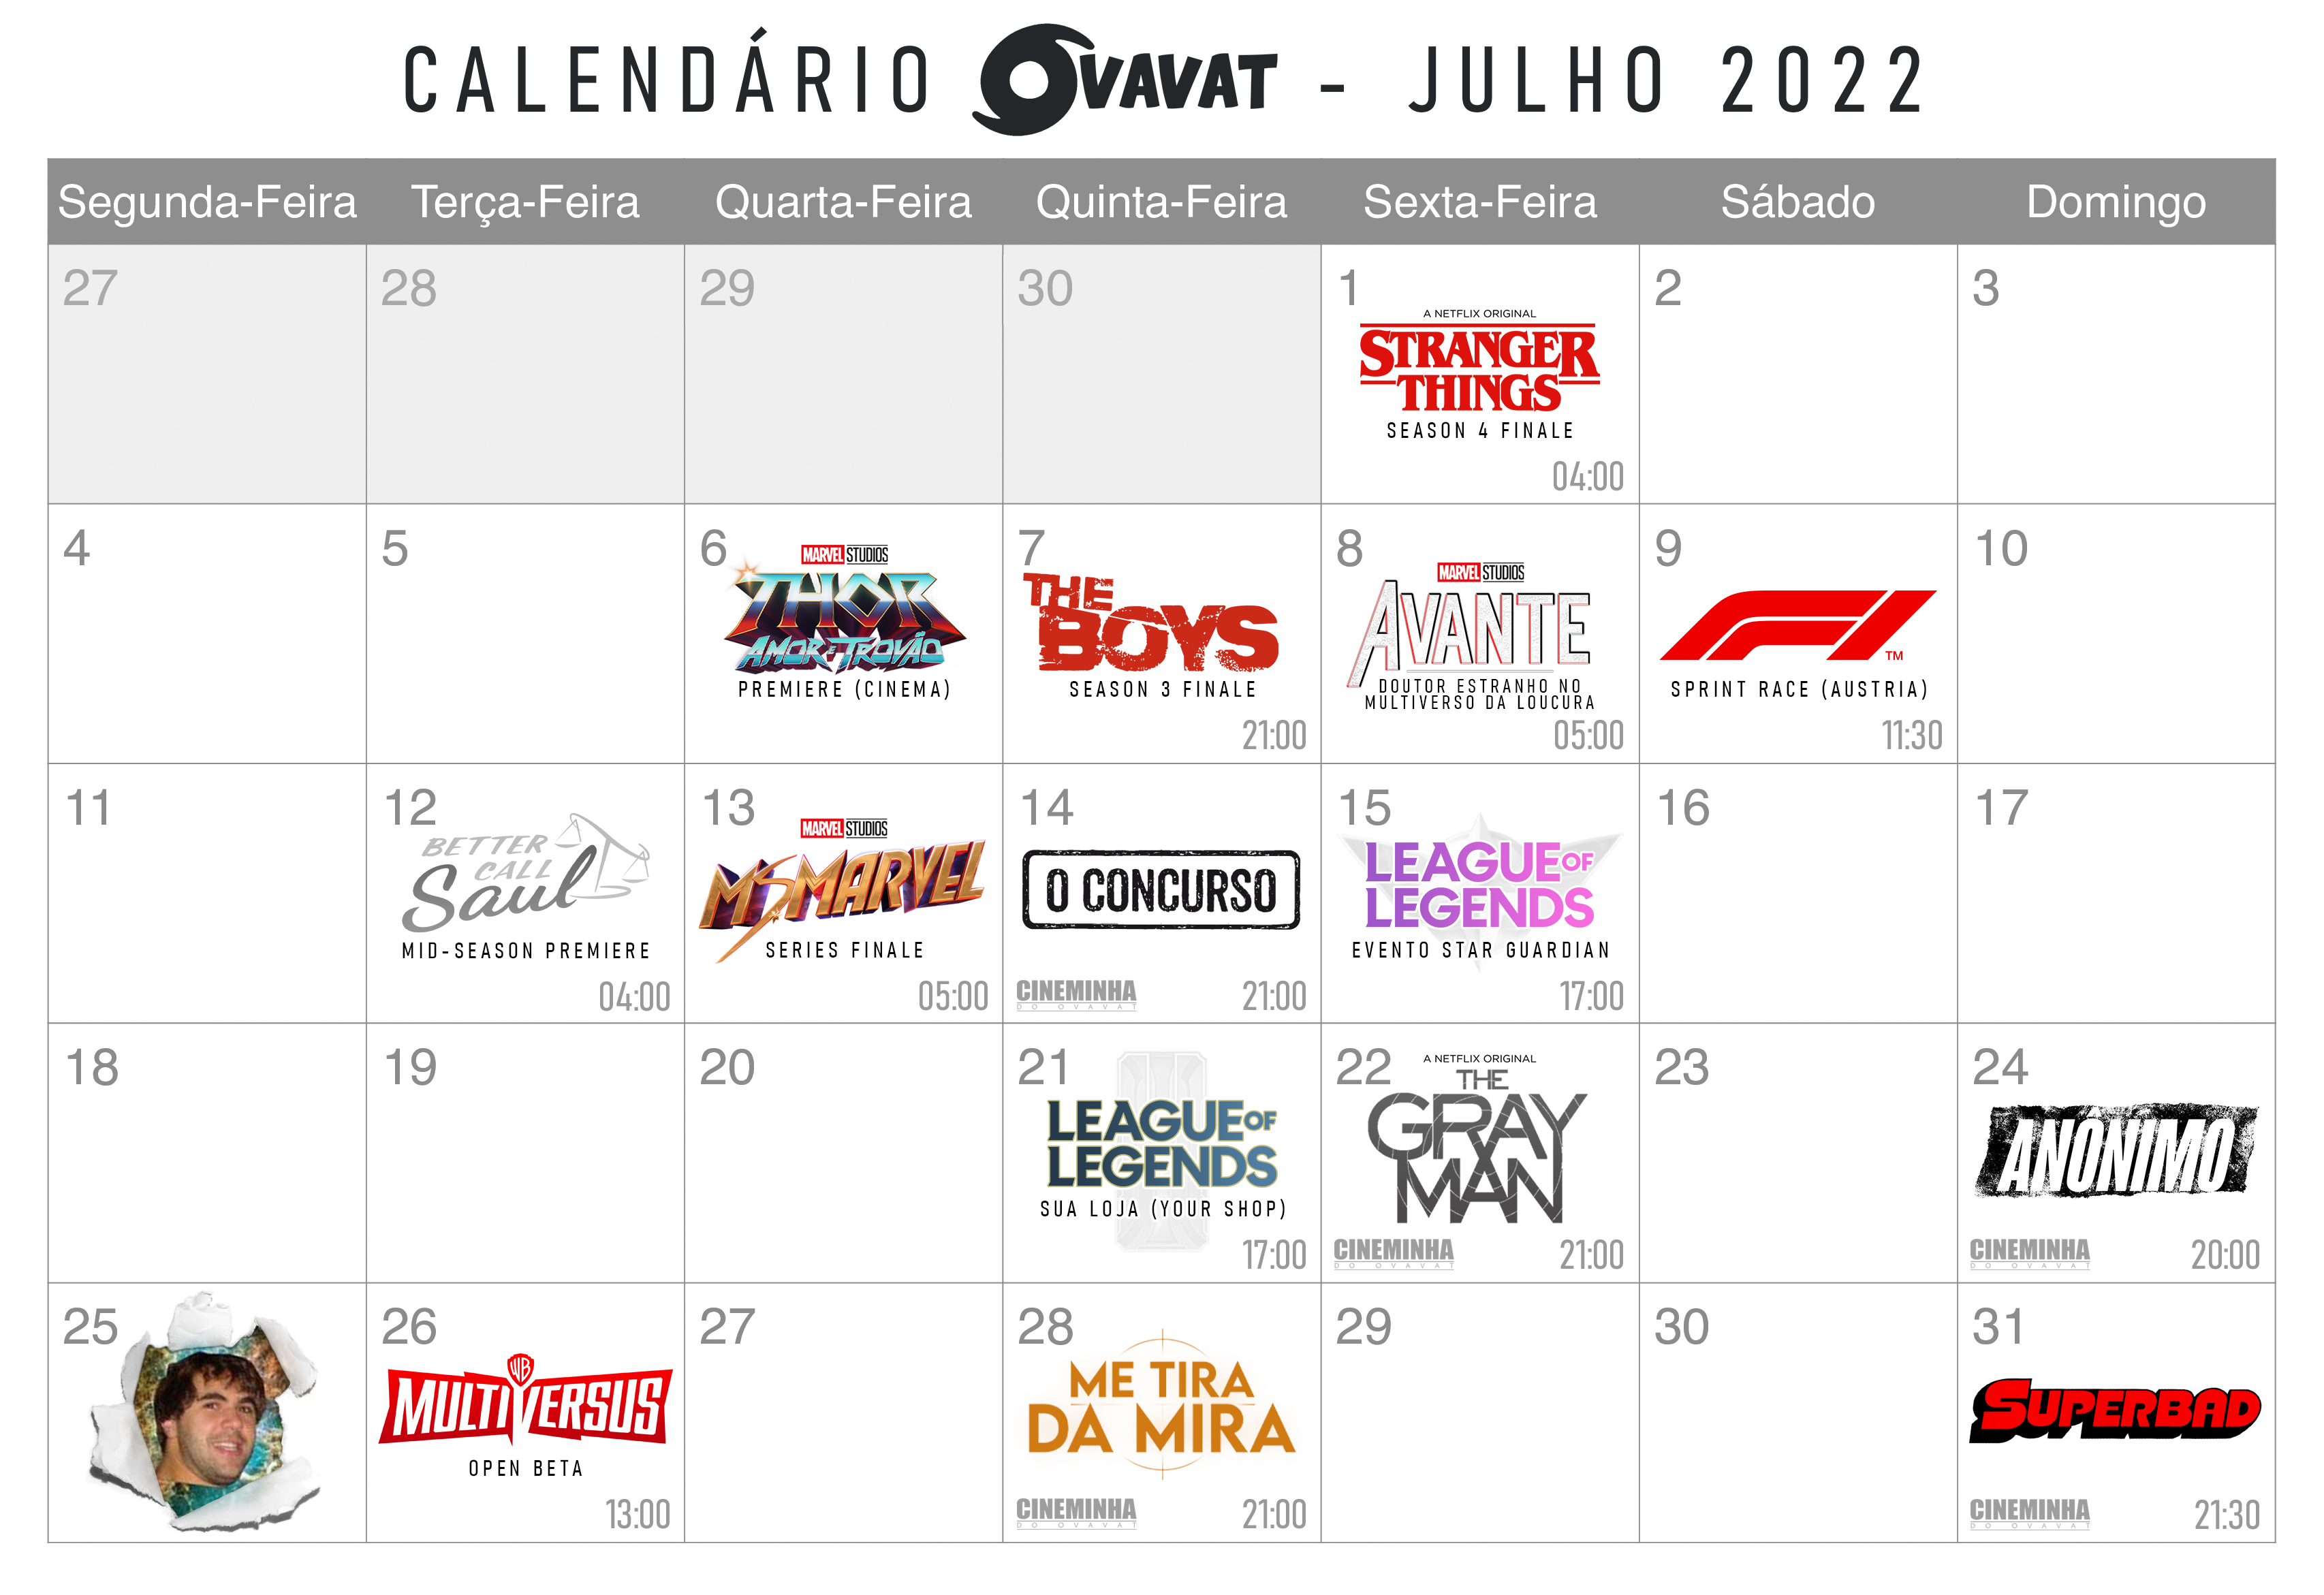 CALENDÁRIO OVAVAT - JULHO 2022
Segunda-Feira Terça-Feira Quarta-Feira Quinta-Feira Sexta-Feira Sábado Domingo
27
28
29
30
1
A NETFLIX ORIGINAL
STRANGER
THINGS
SEASON 4 FINALE
04:00
2
3
4
5
6
MARVEL STUDIOS
THOR
AMOR E TROVÃO
PREMIERE (CINEMA)
7
THE
BOYS
SEASON 3 FINALE
21:00
8
MARVEL STUDIOS
AVANTE
DOUTOR ESTRANHO NO
MULTIVERSO DA LOUCURA
05:00
9
F1 TM
SPRINT RACE (AUSTRIA)
11:30
10
11
12
BETTER
CALL
Saul
MID-SEASON PREMIERE
04:00
13
MARVEL STUDIOS
MS MARVEL
SERIES FINALE
05:00
14
O CONCURSO
CINEMINHA
DO OVAVAT
21:00
15
LEAGUE OF
LEGENDS
EVENTO STAR GUARDIAN
17:00
16
17
18
19
20
21
LEAGUE OF
LEGENDS
SUA LOJA (YOUR SHOP)
17:00
22
A NETFLIX ORIGINAL
THE
GRAY
MAN
CINEMINHA
DO OVAVAT
21:00
23
24
ANÔNIMO
CINEMINHA
DO OVAVAT
20:00
25
26
WB
MULTIVERSUS
OPEN BETA
13:00
27
28
ME TIRA
DA MIRA
CINEMINHA
DO OVAVAT
21:00
29
30
31
SUPERBAD
CINEMINHA
DO OVAVAT
21:30